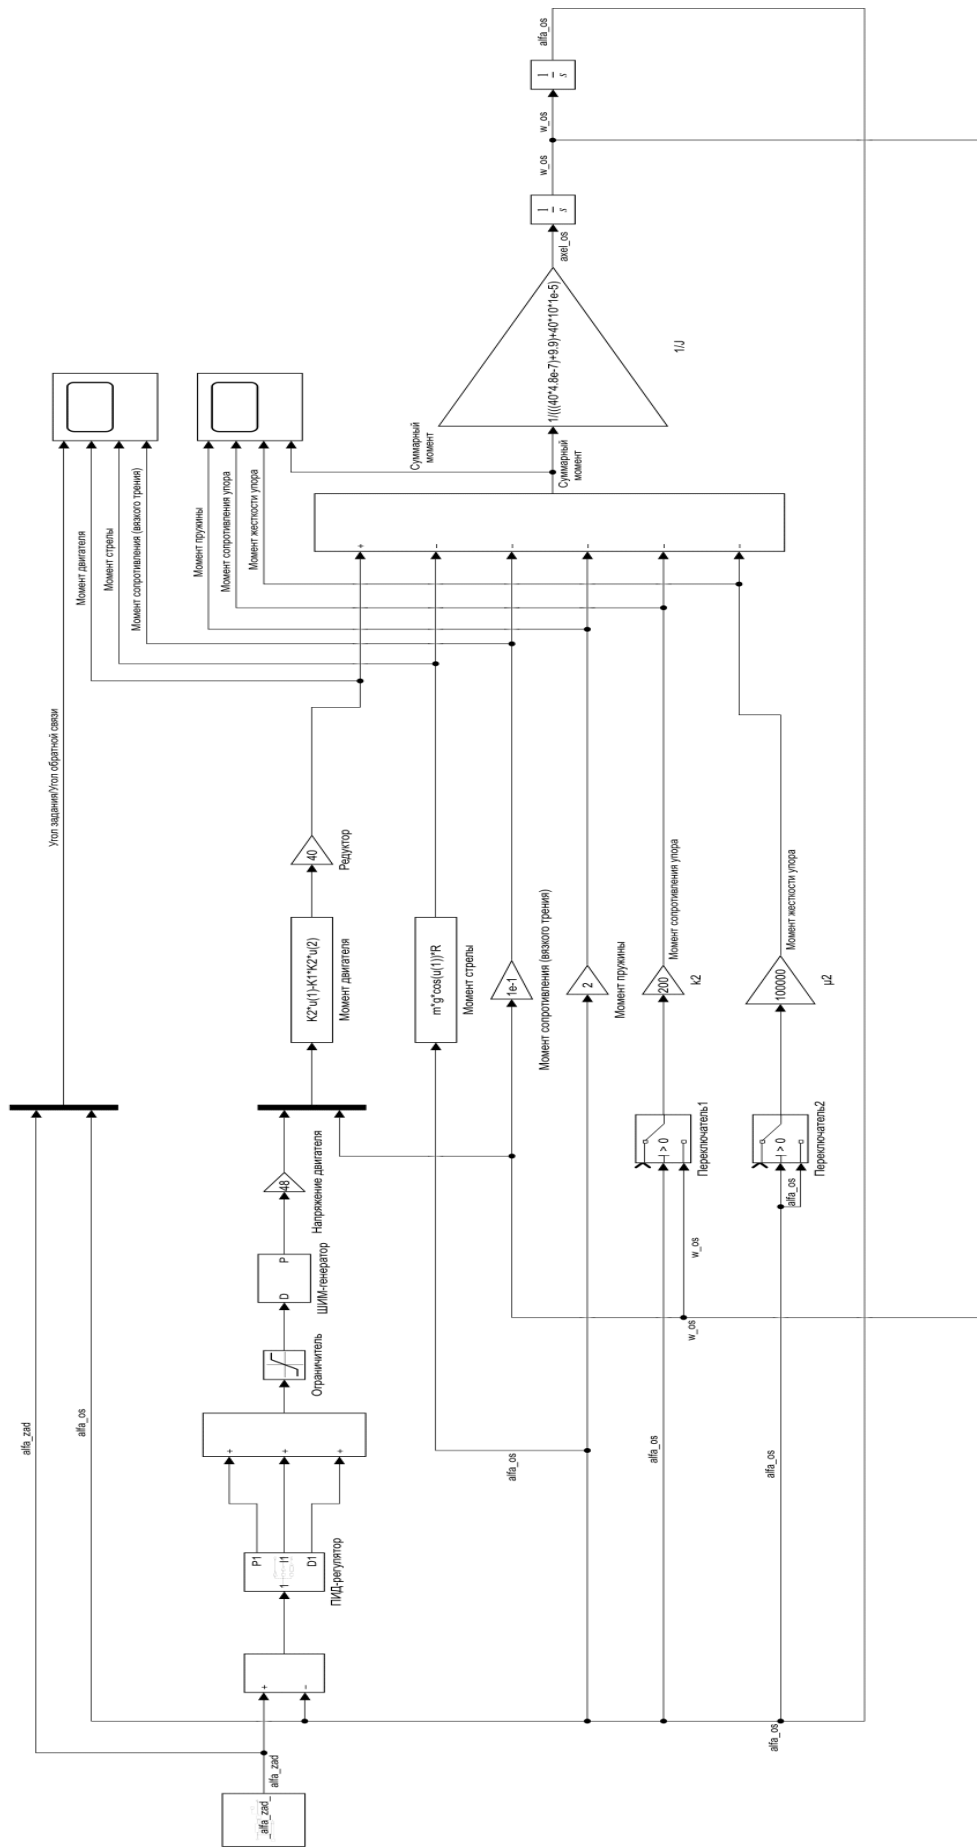 alfa_zad
alfa_zad
alfa_zad
alfa_os
+
-
1
P1
I1
D1
ПИД-регулятор
+
+
+
Ограничитель
D
P
ШИМ-генератор
48
Напряжение двигателя
K2*u(1)-K1*K2*u(2)
Момент двигателя
40
Редуктор
Угол задания/Угол обратной связи
Момент двигателя
Момент стрелы
Момент сопротивления (вязкого трения)
alfa_os
m*g*cos(u(1))*R
Момент стрелы
1e-1
Момент сопротивления (вязкого трения)
2
Момент пружины
alfa_os
w_os
w_os
> 0
Переключатель1
200
k2
Момент сопротивления упора
alfa_os
alfa_os
alfa_os
> 0
Переключатель2
100000
μ2
Момент жесткости упора
Момент пружины
Момент сопротивления упора
Момент жесткости упора
+
-
-
-
-
-
Суммарный
момент
Суммарный
момент
1/(((40*4.8e-7)+9.9)+40*10*1e-5)
1/J
axel_os
1
s
w_os
w_os
1
s
alfa_os